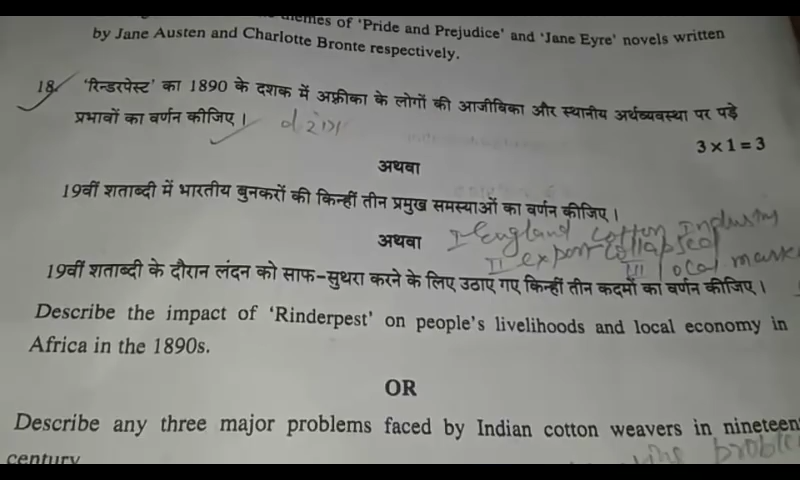 themes of 'Pride and Prejudice' and 'Jane Eyre' novels written
by Jane Austen and Charlotte Bronte respectively.
18. 'रिन्डरपेस्ट' का 1890 के दशक में अफ्रीका के लोगों की आजीविका और स्थानीय अर्थव्यवस्था पर पड़े
प्रभावों का वर्णन कीजिए।
3 × 1 = 3
अथवा
19वीं शताब्दी में भारतीय बुनकरों की किन्हीं तीन प्रमुख समस्याओं का वर्णन कीजिए।
I England cotton Industry
अथवा
II export collapsed
III local
19वीं शताब्दी के दौरान लंदन को साफ-सुथरा करने के लिए उठाए गए किन्हीं तीन कदमों का वर्णन कीजिए।
Describe the impact of 'Rinderpest' on people's livelihoods and local economy in
Africa in the 1890s.
OR
Describe any three major problems faced by Indian cotton weavers in nineteent
century